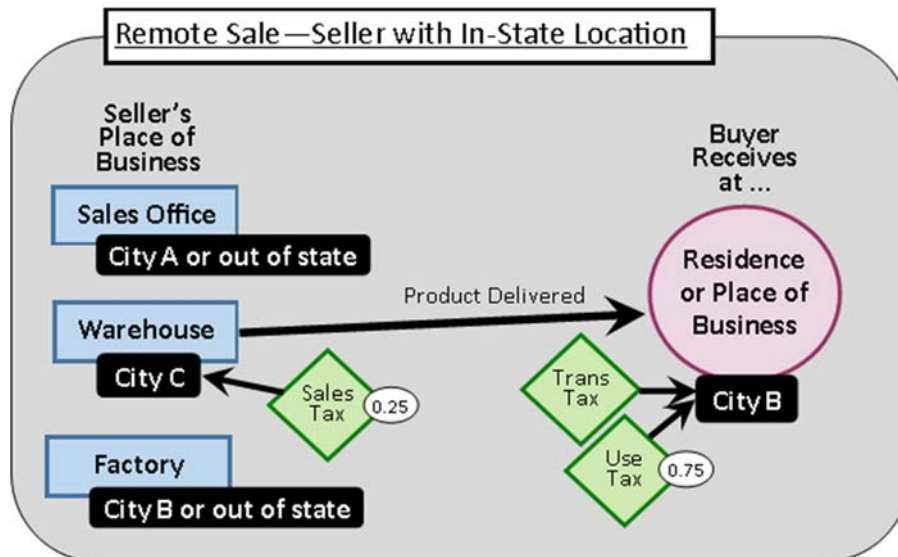 Remote Sale—Seller with In-State Location
Seller's
Place of
Business
Sales Office
City A or out of state
Warehouse
City C
Factory
City B or out of state
Product Delivered
Sales
Tax
0.25
Buyer
Receives
at ...
Residence
or Place of
Business
City B
Trans
Tax
Use
Tax
0.75